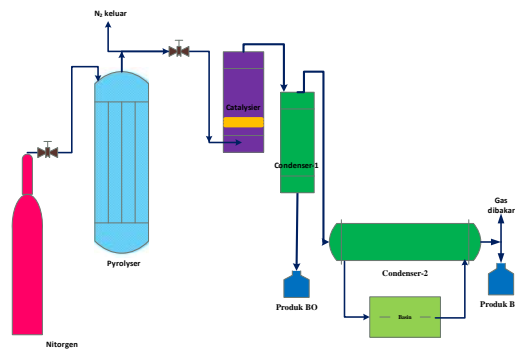 N₂ keluar
Catalysier
Condenser-1
Gas
dibakar
Pyrolyser
Condenser-2
Produk BO
Produk B
Basin
Nitorgen